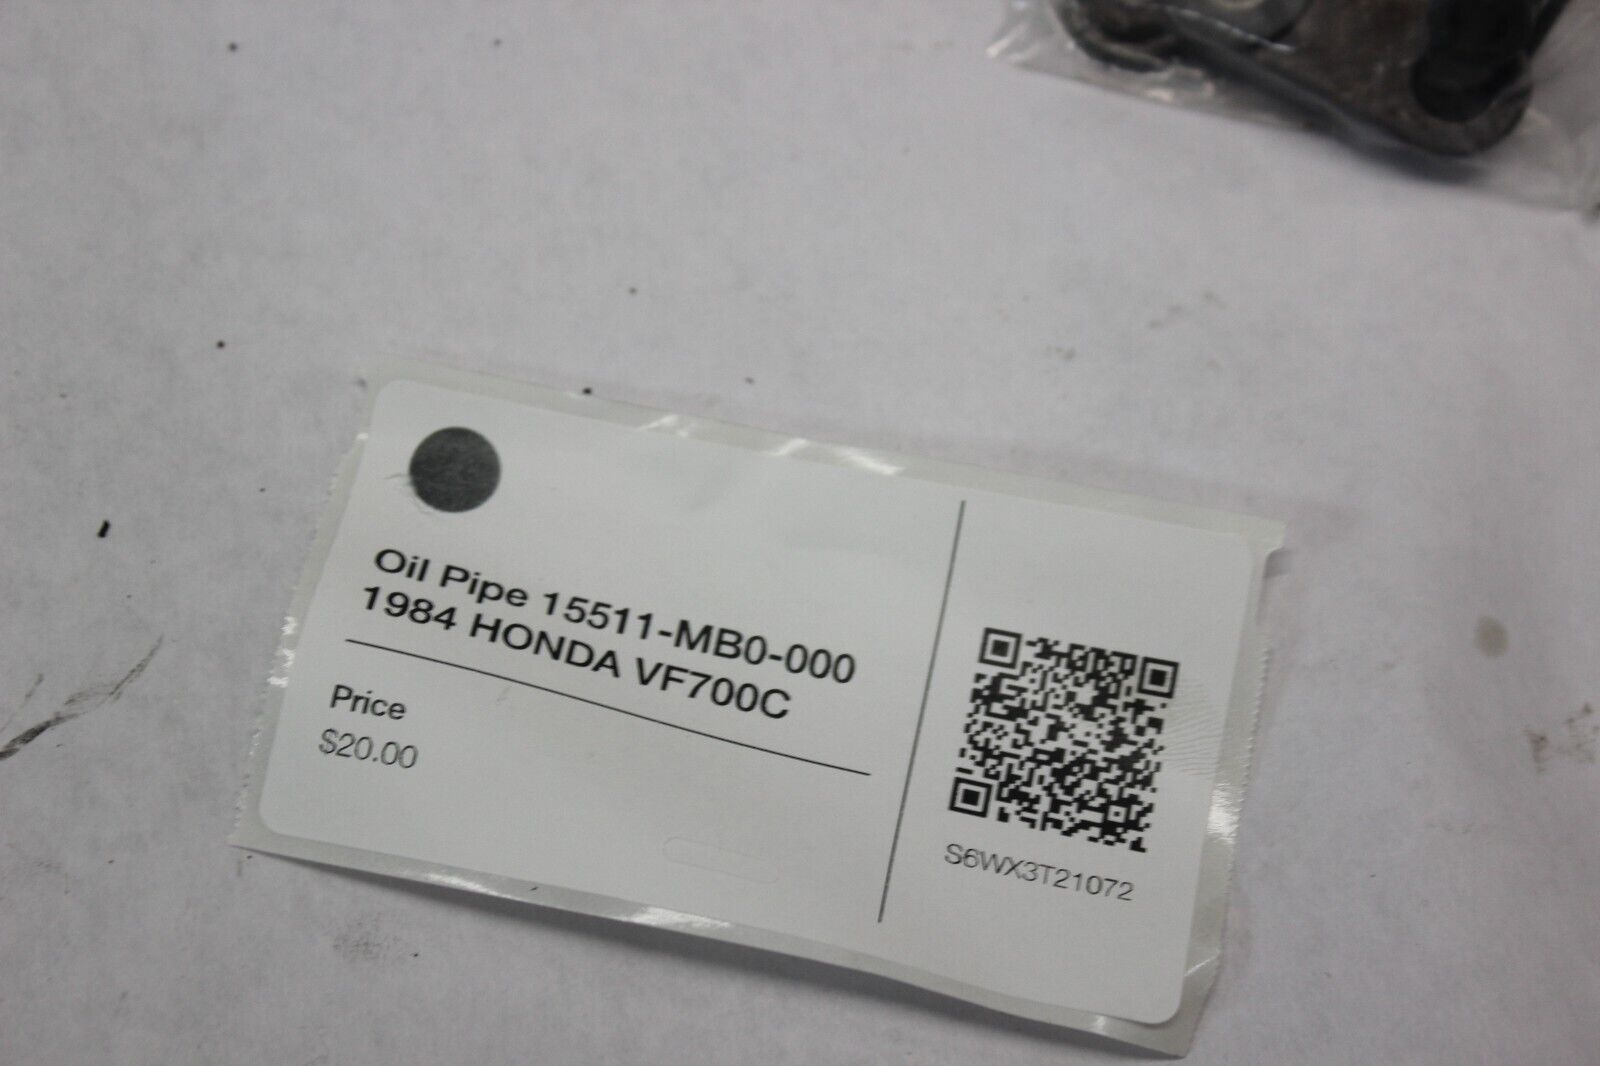 Oil Pipe 15511-MB0-000
1984 HONDA VF700C
Price
$20.00
S6WX3T21072